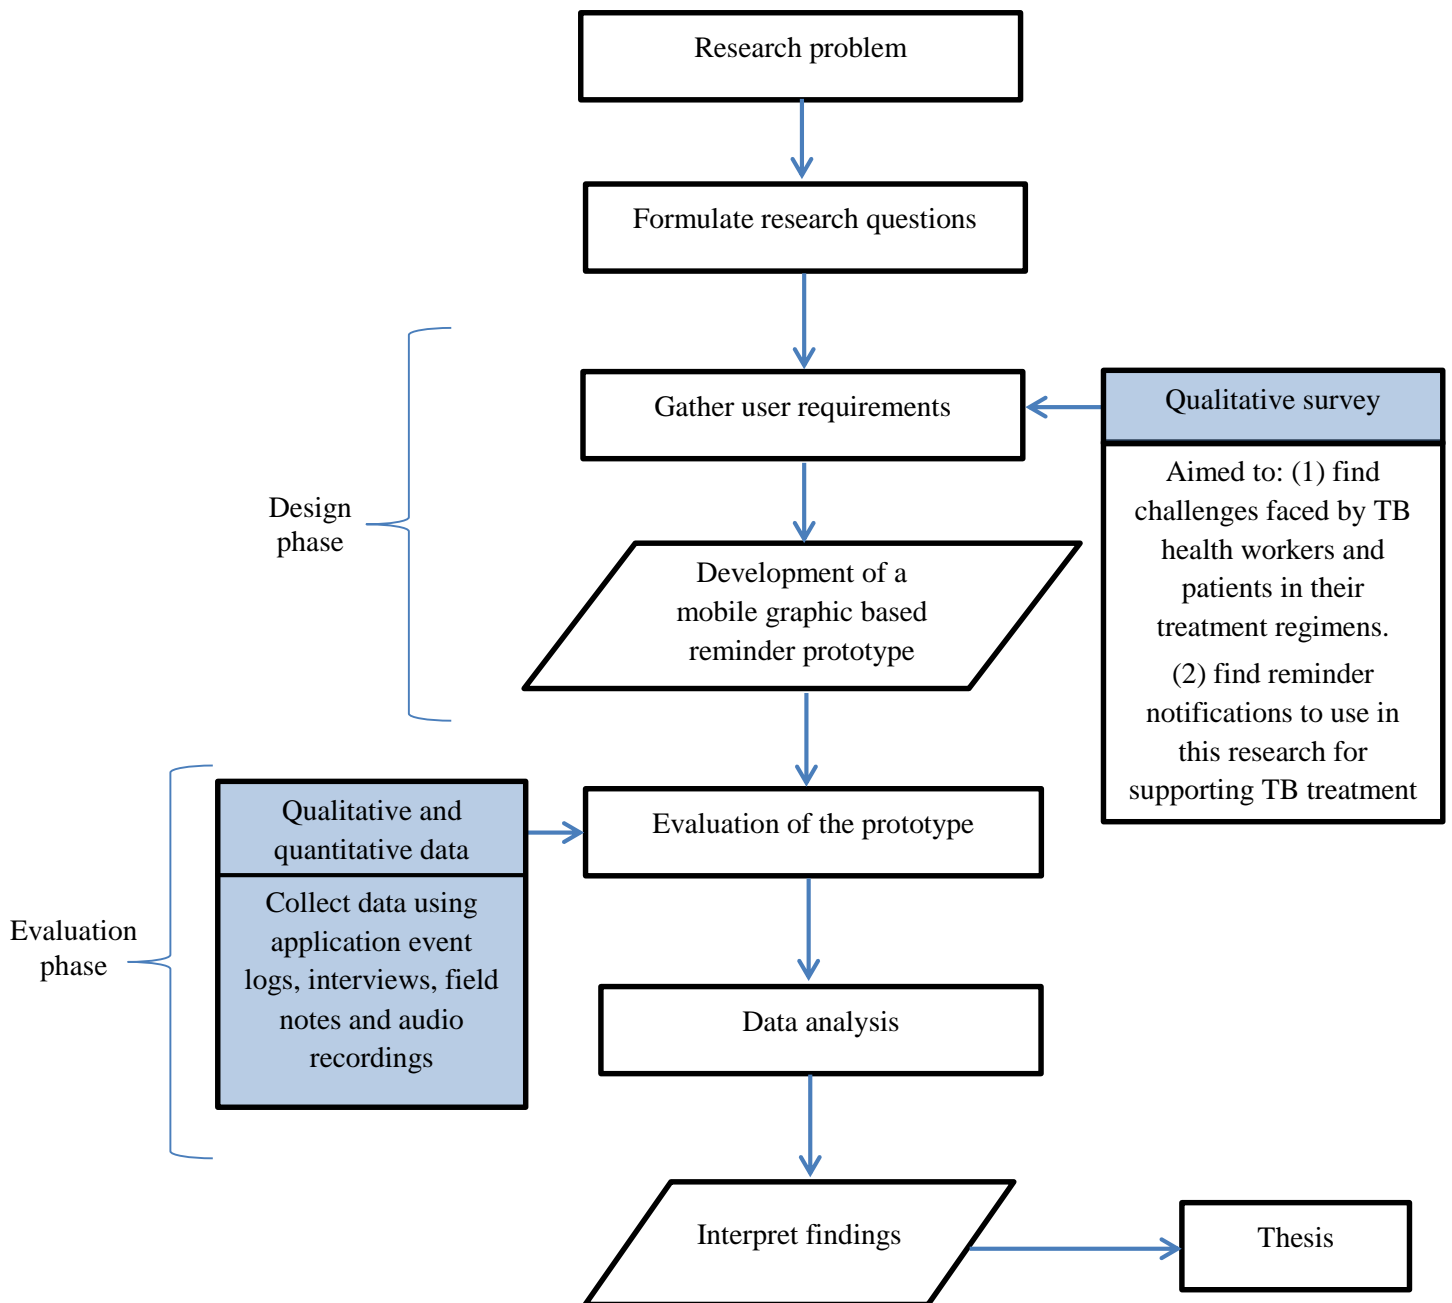 Research problem
Formulate research questions
Gather user requirements
Qualitative survey
Aimed to: (1) find
challenges faced by TB
health workers and
patients in their
treatment regimens.
(2) find reminder
notifications to use in
this research for
supporting TB treatment
Design
phase
Development of a
mobile graphic based
reminder prototype
Evaluation of the prototype
Qualitative and
quantitative data
Collect data using
application event
logs, interviews, field
notes and audio
recordings
Evaluation
phase
Data analysis
Interpret findings
Thesis